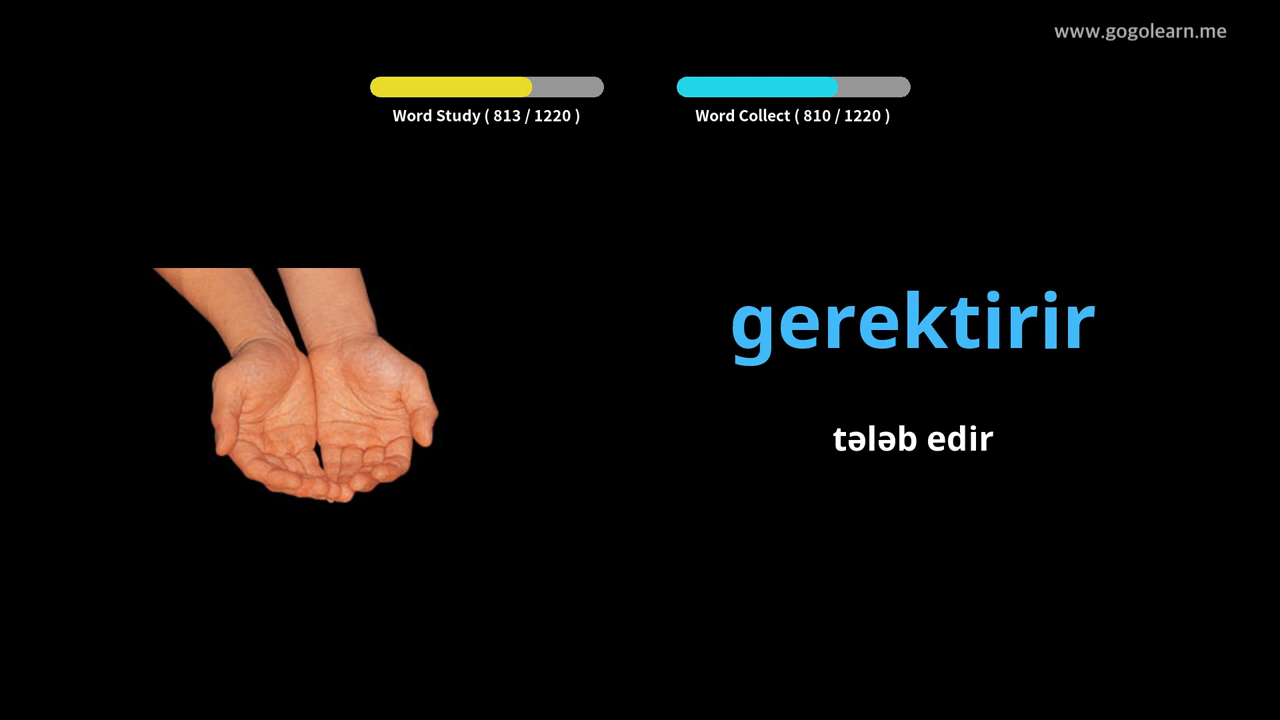 www.gogolearn.me
Word Study ( 813 / 1220 )
Word Collect ( 810 / 1220 )
gerektirir
tələb edir